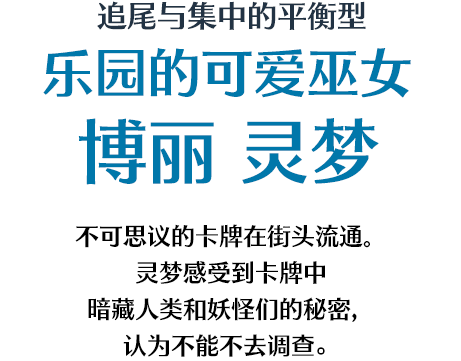 追尾与集中的平衡型
乐园的可爱巫女
博丽 灵梦
不可思议的卡牌在街头流通。
灵梦感受到卡牌中
暗藏人类和妖怪们的秘密，
认为不能不去调查。